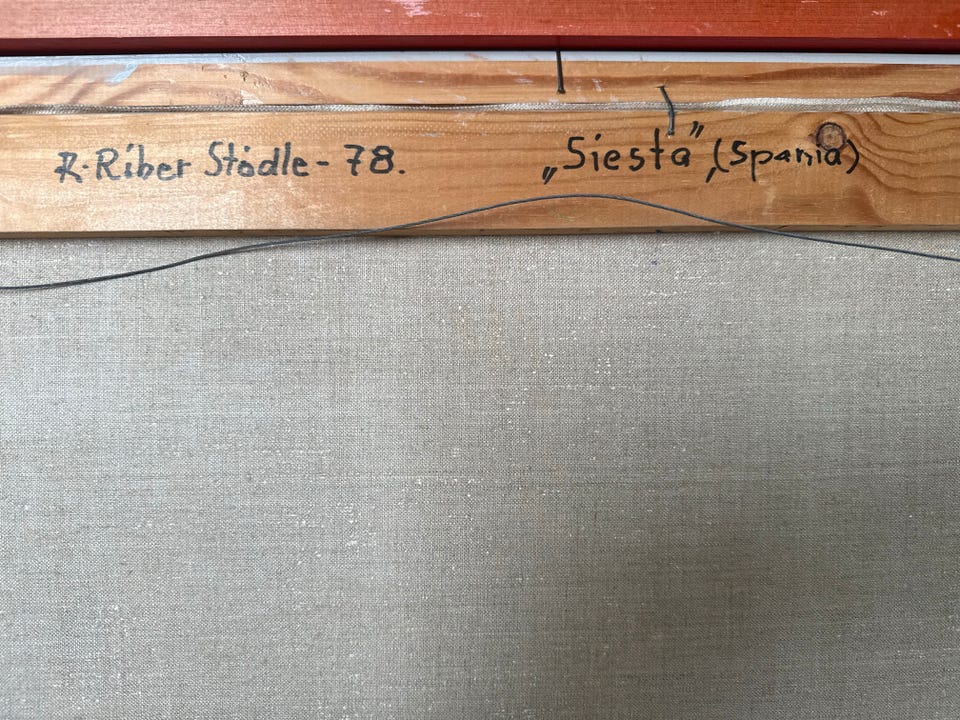 R. Riber Stødle - 78. „Siesta”, (Spania)